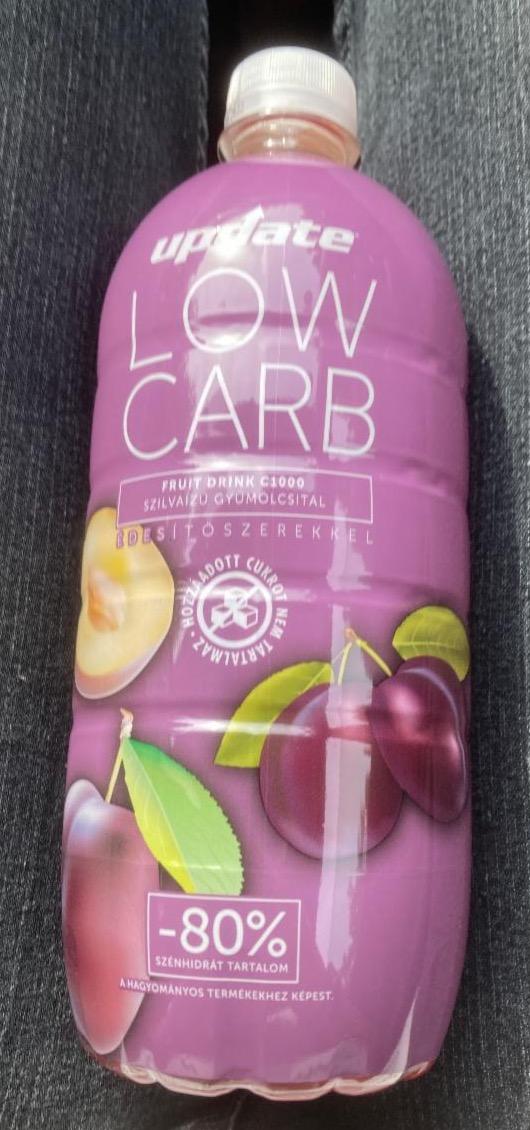 update
LOW
CARB
FRUIT DRINK C1000
SZILVAÍZŰ GYÜMÖLCSITAL
ÉDESÍTŐSZEREKKEL
HOZZÁADOTT CUKROT NEM TARTALMAZ •
-80%
SZÉNHIDRÁT TARTALOM
A HAGYOMÁNYOS TERMÉKEKHEZ KÉPEST.